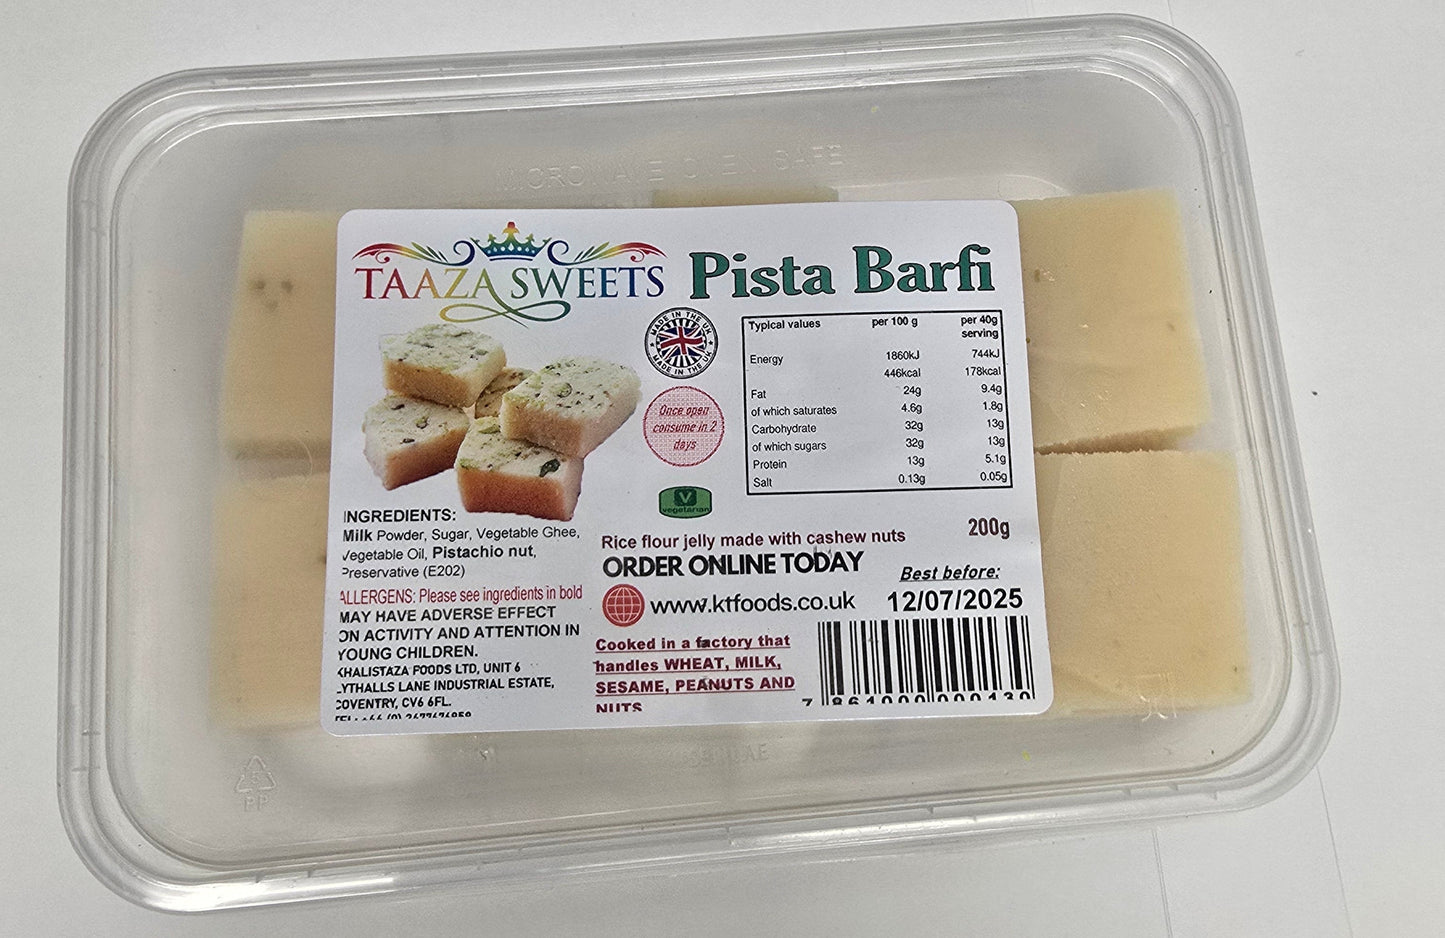 MICROWAVE OVEN SAFE
TAAZA SWEETS
Pista Barfi
MADE IN THE UK
MADE IN THE UK
Once open
consume in 2
days
V
vegetarian
Typical values per 100 g per 40g
serving
Energy 1860kJ 744kJ
446kcal 178kcal
Fat 24g 9.4g
of which saturates 4.6g 1.8g
Carbohydrate 32g 13g
of which sugars 32g 13g
Protein 13g 5.1g
Salt 0.13g 0.05g
INGREDIENTS:
Milk Powder, Sugar, Vegetable Ghee,
Vegetable Oil, Pistachio nut,
Preservative (E202)
ALLERGENS: Please see ingredients in bold
MAY HAVE ADVERSE EFFECT
ON ACTIVITY AND ATTENTION IN
YOUNG CHILDREN.
KHALISTAZA FOODS LTD, UNIT 6
LYTHALLS LANE INDUSTRIAL ESTATE,
COVENTRY, CV6 6FL.
Rice flour jelly made with cashew nuts
200g
ORDER ONLINE TODAY
www.ktfoods.co.uk
Best before:
12/07/2025
Cooked in a factory that
handles WHEAT, MILK,
SESAME, PEANUTS AND
NUTS
7 861000 000130
5
PP